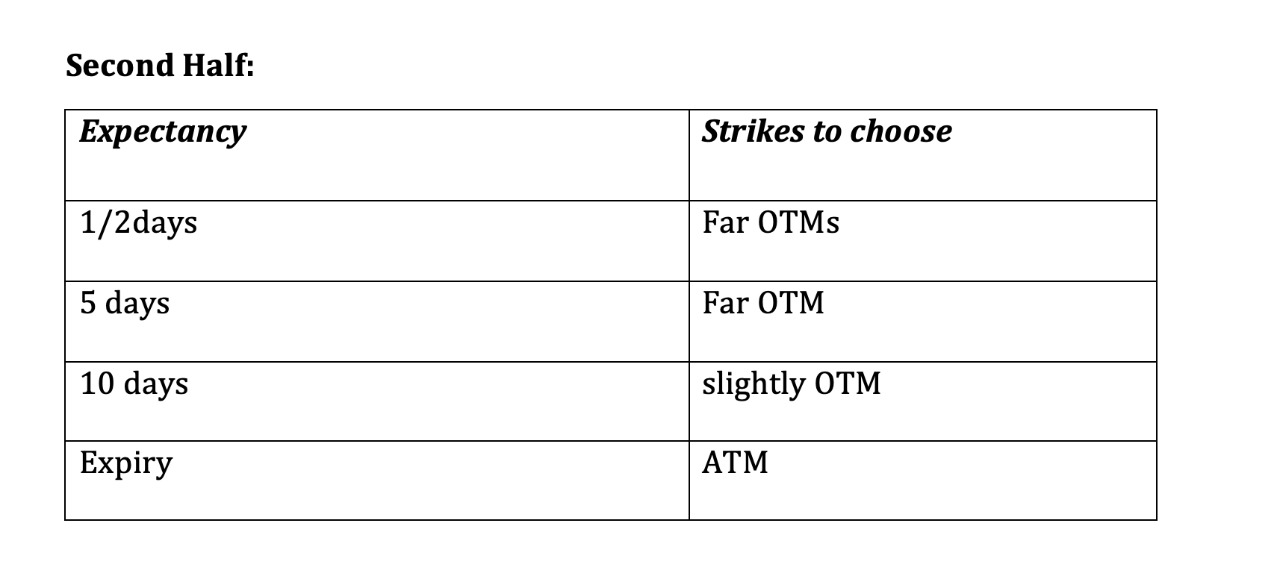 Second Half:
Expectancy Strikes to choose
1/2days Far OTMs
5 days Far OTM
10 days slightly OTM
Expiry ATM